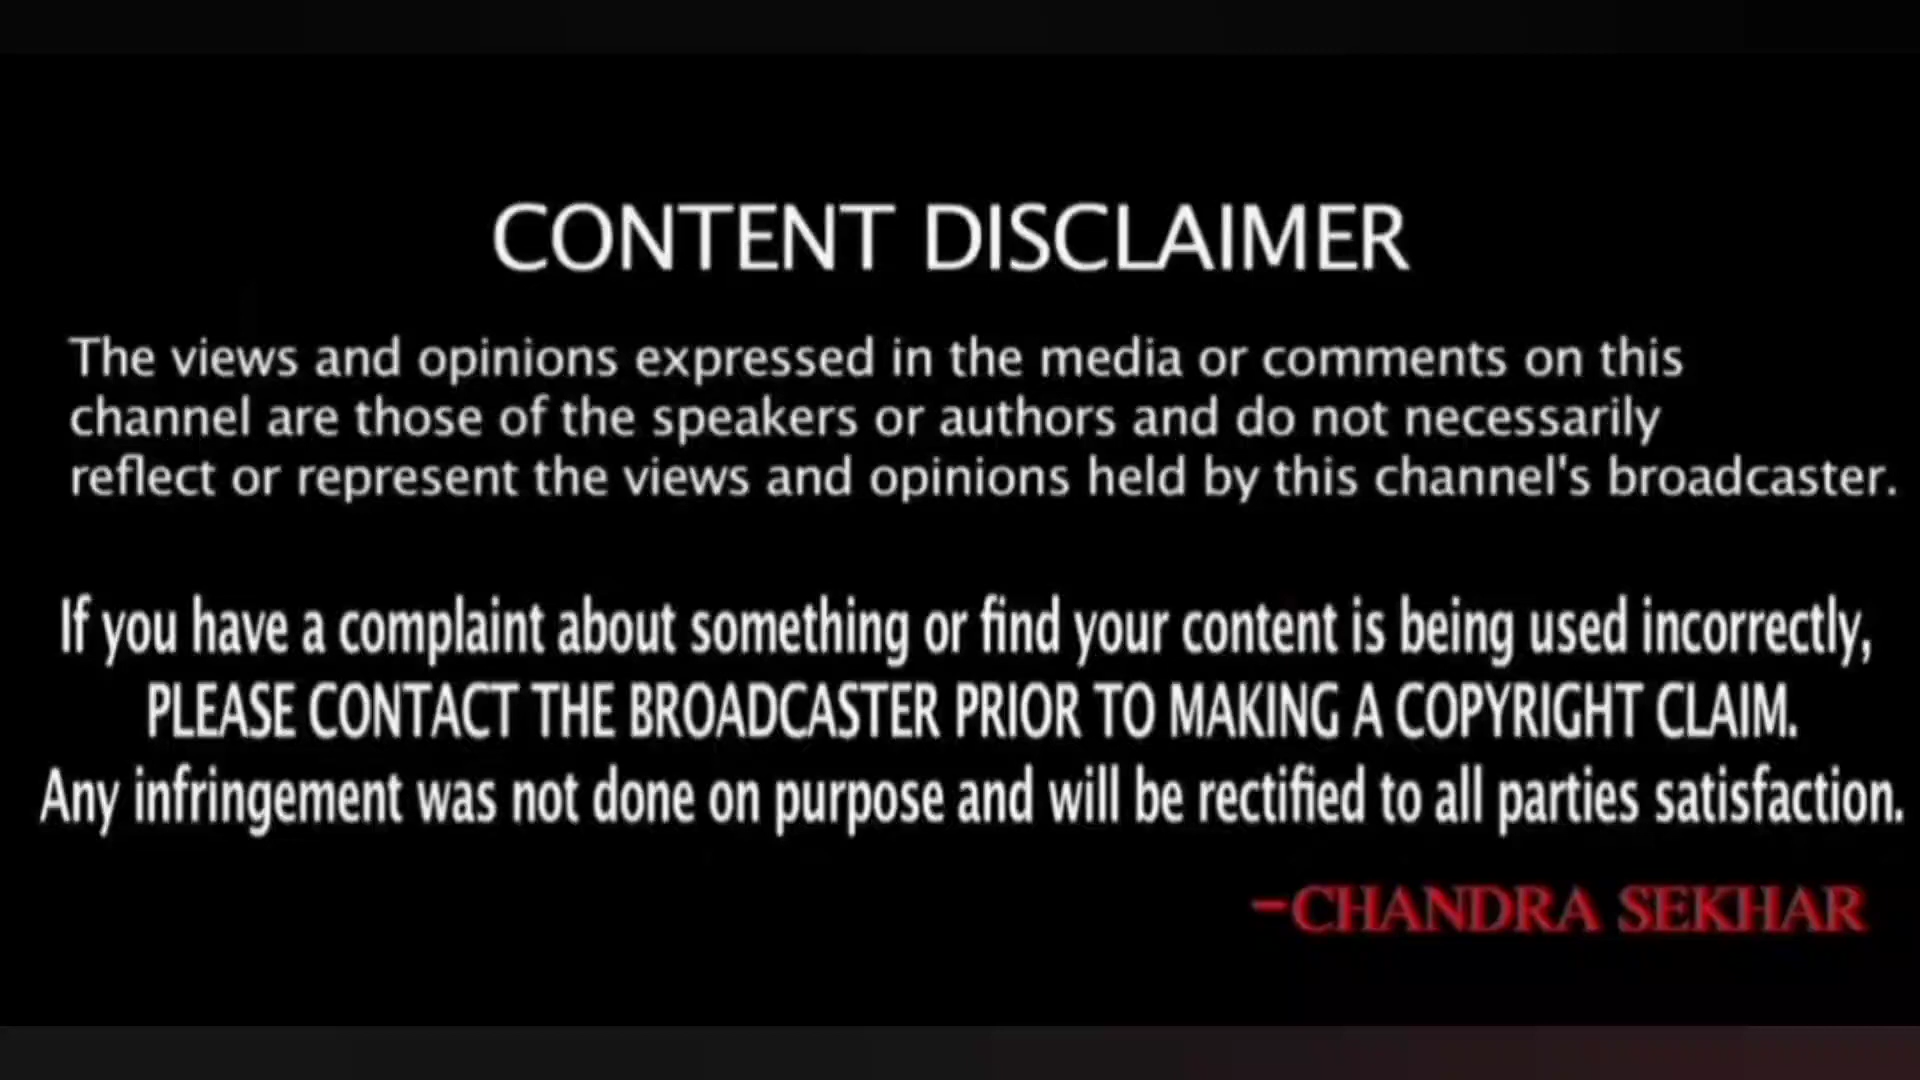 CONTENT DISCLAIMER
The views and opinions expressed in the media or comments on this
channel are those of the speakers or authors and do not necessarily
reflect or represent the views and opinions held by this channel's broadcaster.
If you have a complaint about something or find your content is being used incorrectly,
PLEASE CONTACT THE BROADCASTER PRIOR TO MAKING A COPYRIGHT CLAIM.
Any infringement was not done on purpose and will be rectified to all parties satisfaction.
-CHANDRA SEKHAR